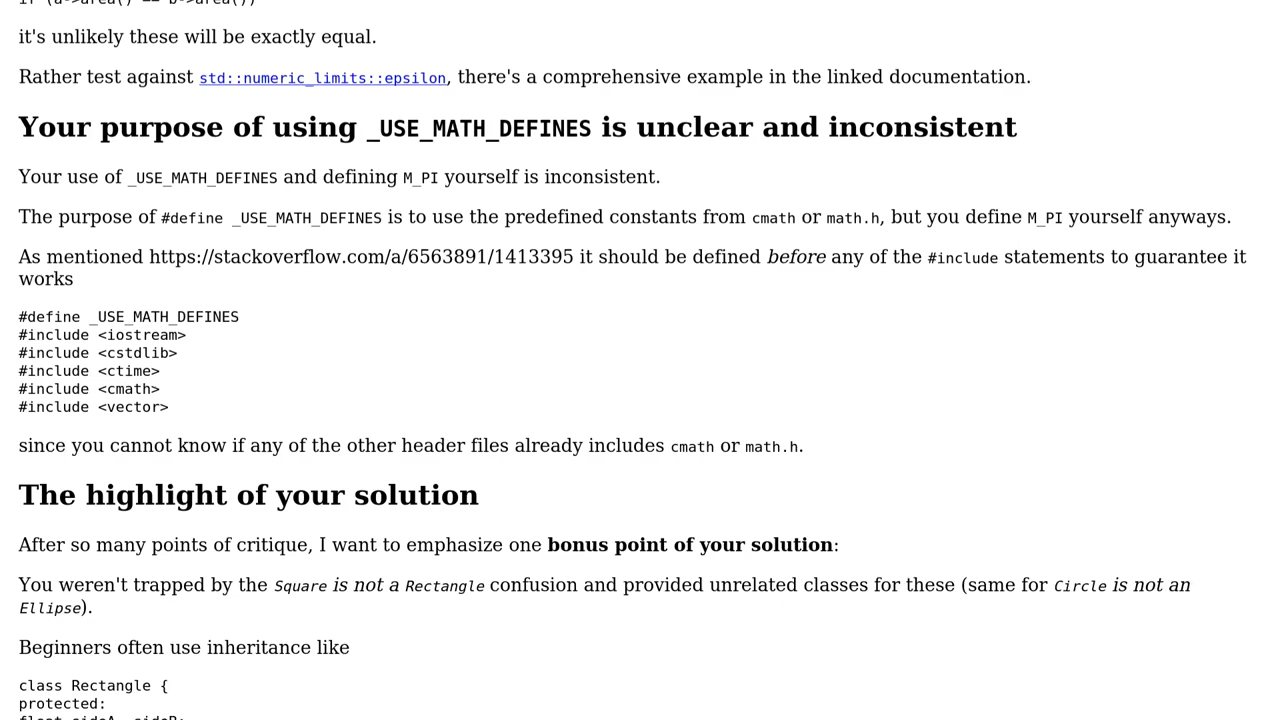 if (a->area() == b->area())
it's unlikely these will be exactly equal.
Rather test against std::numeric_limits::epsilon, there's a comprehensive example in the linked documentation.
Your purpose of using _USE_MATH_DEFINES is unclear and inconsistent
Your use of _USE_MATH_DEFINES and defining M_PI yourself is inconsistent.
The purpose of #define _USE_MATH_DEFINES is to use the predefined constants from cmath or math.h, but you define M_PI yourself anyways.
As mentioned https://stackoverflow.com/a/6563891/1413395 it should be defined before any of the #include statements to guarantee it
works
#define _USE_MATH_DEFINES
#include <iostream>
#include <cstdlib>
#include <ctime>
#include <cmath>
#include <vector>
since you cannot know if any of the other header files already includes cmath or math.h.
The highlight of your solution
After so many points of critique, I want to emphasize one bonus point of your solution:
You weren't trapped by the Square is not a Rectangle confusion and provided unrelated classes for these (same for Circle is not an
Ellipse).
Beginners often use inheritance like
class Rectangle {
protected:
float sideA, sideB;